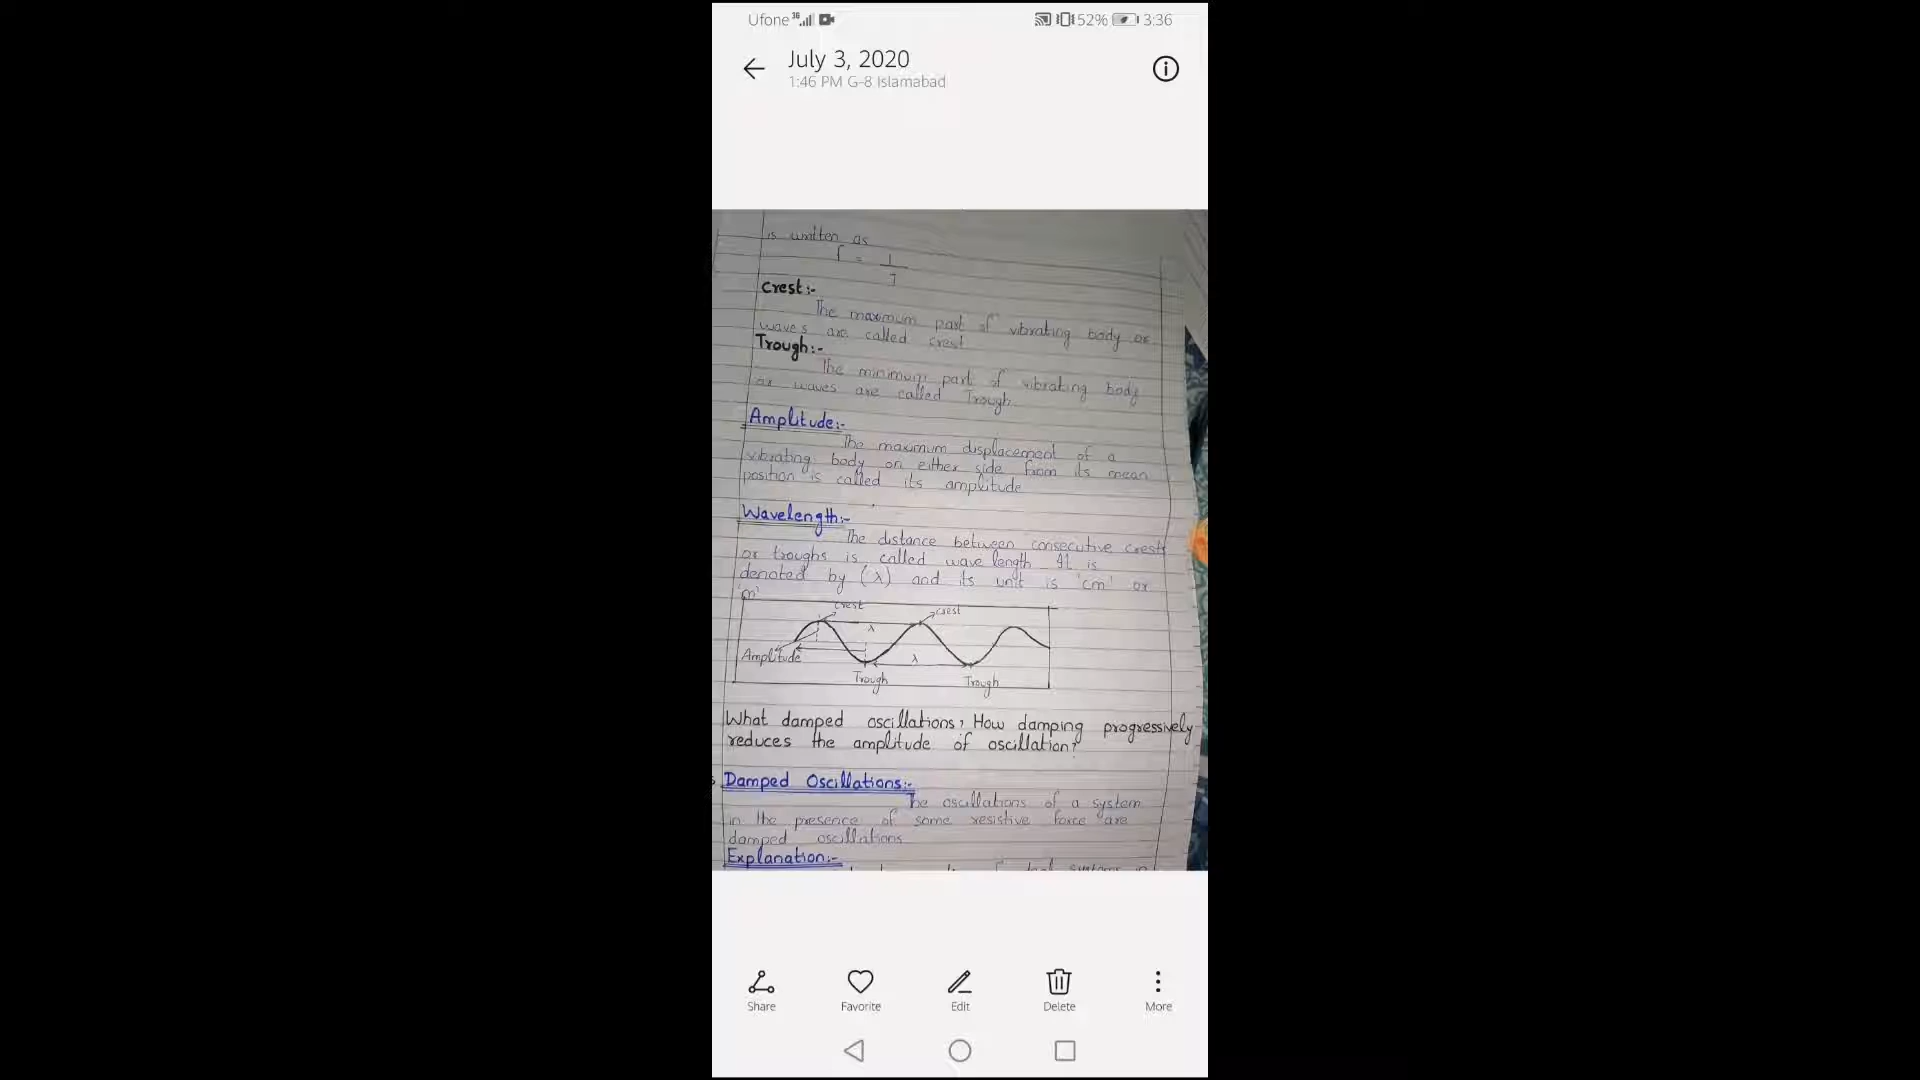 Ufone 3G 52% 3:36
July 3, 2020
1:46 PM G-8 Islamabad
is written as
f = 1
T
Crest:-
The maximum part of vibrating body or
waves are called crest
Trough:-
The minimum part of vibrating body
or waves are called Trough
Amplitude:-
The maximum displacement of a
vibrating body on either side from its mean
position is called its amplitude
Wavelength:-
The distance between consecutive crests
or troughs is called wave length It is
denoted by (λ) and its unit is 'cm' or
'm'
crest crest
λ
Amplitude λ
Trough Trough
What damped oscillations? How damping progressively
reduces the amplitude of oscillation?
Damped Oscillations:-
The oscillations of a system
in the presence of some resistive force are
damped oscillations
Explanation:-
Share Favorite Edit Delete More